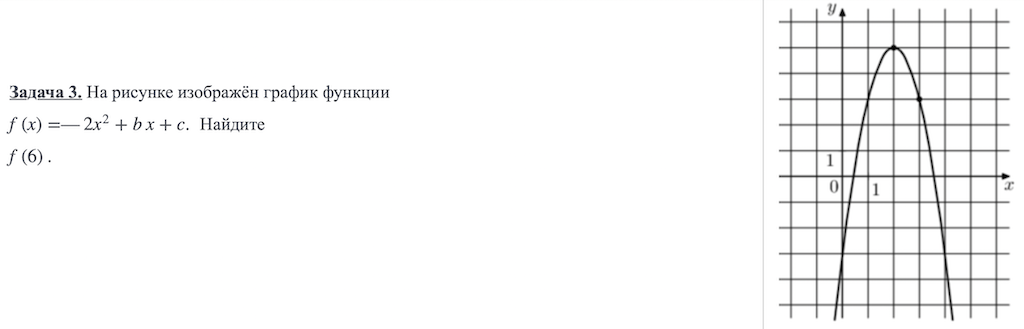 Задача 3. На рисунке изображён график функции
f (x) =— 2x² + b x + c. Найдите
f (6) .
y
1
0
1
x